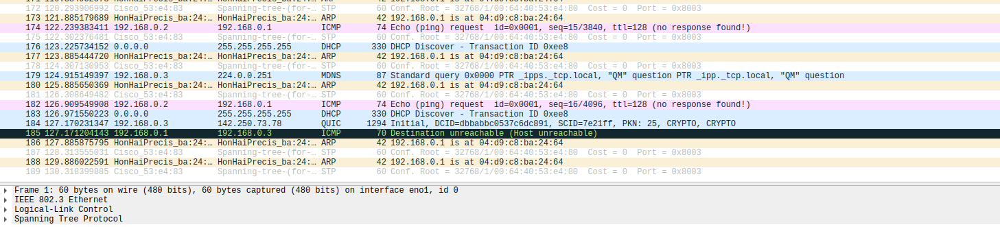 172 120.293906992 Cisco_53:e4:83 Spanning-tree-(for-… STP 60 Conf. Root = 32768/1/00:64:40:53:e4:80 Cost = 0 Port = 0x8003
173 121.885179689 HonHaiPrecis_ba:24:… HonHaiPrecis_ba:24:… ARP 42 192.168.0.1 is at 04:d9:c8:ba:24:64
174 122.239383411 192.168.0.2 192.168.0.1 ICMP 74 Echo (ping) request id=0x0001, seq=15/3840, ttl=128 (no response found!)
175 122.302376481 Cisco_53:e4:83 Spanning-tree-(for-… STP 60 Conf. Root = 32768/1/00:64:40:53:e4:80 Cost = 0 Port = 0x8003
176 123.225734152 0.0.0.0 255.255.255.255 DHCP 330 DHCP Discover - Transaction ID 0xee8
177 123.885444720 HonHaiPrecis_ba:24:… HonHaiPrecis_ba:24:… ARP 42 192.168.0.1 is at 04:d9:c8:ba:24:64
178 124.307130953 Cisco_53:e4:83 Spanning-tree-(for-… STP 60 Conf. Root = 32768/1/00:64:40:53:e4:80 Cost = 0 Port = 0x8003
179 124.915149397 192.168.0.3 224.0.0.251 MDNS 87 Standard query 0x0000 PTR _ipps._tcp.local, "QM" question PTR _ipp._tcp.local, "QM" question
180 125.885650369 HonHaiPrecis_ba:24:… HonHaiPrecis_ba:24:… ARP 42 192.168.0.1 is at 04:d9:c8:ba:24:64
181 126.308649482 Cisco_53:e4:83 Spanning-tree-(for-… STP 60 Conf. Root = 32768/1/00:64:40:53:e4:80 Cost = 0 Port = 0x8003
182 126.909549908 192.168.0.2 192.168.0.1 ICMP 74 Echo (ping) request id=0x0001, seq=16/4096, ttl=128 (no response found!)
183 126.971550223 0.0.0.0 255.255.255.255 DHCP 330 DHCP Discover - Transaction ID 0xee8
184 127.170231347 192.168.0.3 142.250.73.78 QUIC 1294 Initial, DCID=dbbabbc0537c6dc891, SCID=7e21ff, PKN: 25, CRYPTO, CRYPTO
185 127.171204143 192.168.0.1 192.168.0.3 ICMP 70 Destination unreachable (Host unreachable)
186 127.885875795 HonHaiPrecis_ba:24:… HonHaiPrecis_ba:24:… ARP 42 192.168.0.1 is at 04:d9:c8:ba:24:64
187 128.313555031 Cisco_53:e4:83 Spanning-tree-(for-… STP 60 Conf. Root = 32768/1/00:64:40:53:e4:80 Cost = 0 Port = 0x8003
188 129.886022591 HonHaiPrecis_ba:24:… HonHaiPrecis_ba:24:… ARP 42 192.168.0.1 is at 04:d9:c8:ba:24:64
189 130.318399885 Cisco_53:e4:83 Spanning-tree-(for-… STP 60 Conf. Root = 32768/1/00:64:40:53:e4:80 Cost = 0 Port = 0x8003
Frame 1: 60 bytes on wire (480 bits), 60 bytes captured (480 bits) on interface eno1, id 0
IEEE 802.3 Ethernet
Logical-Link Control
Spanning Tree Protocol